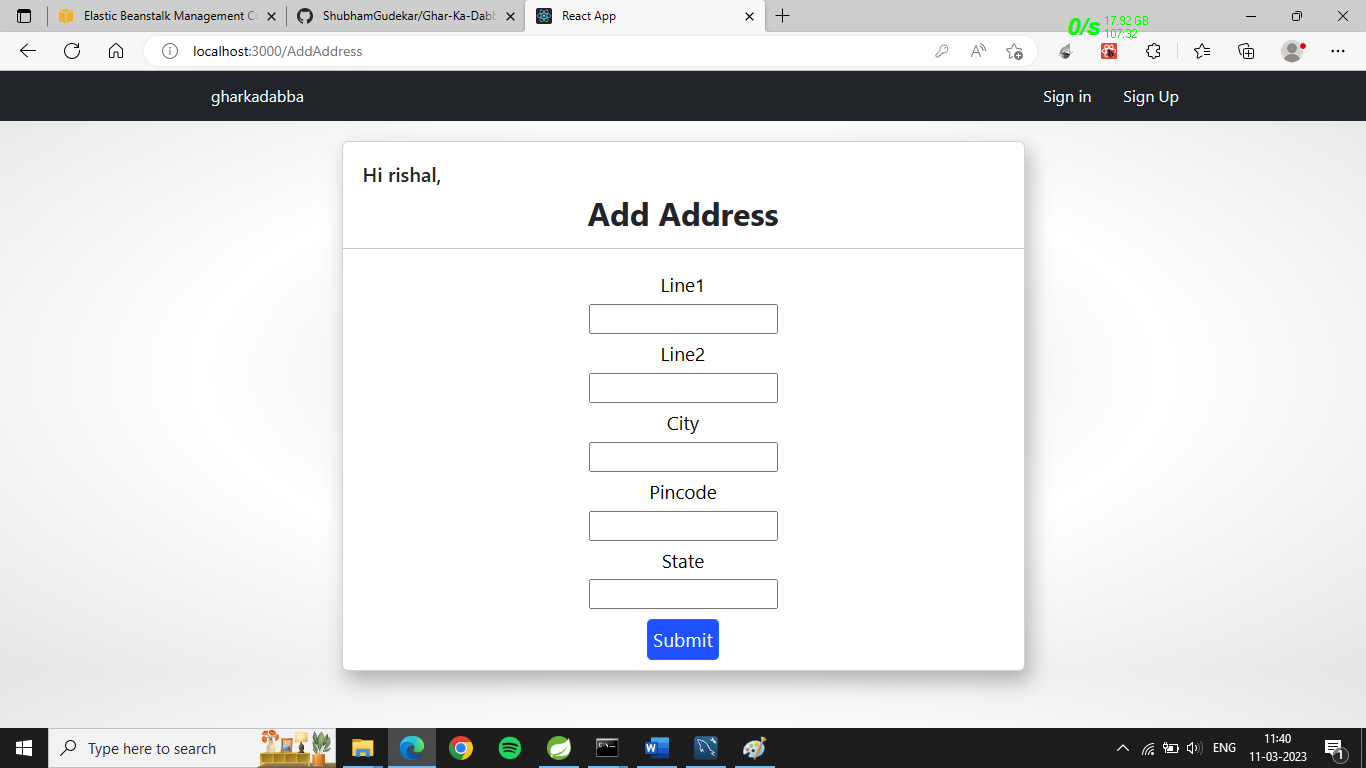 Elastic Beanstalk Management Co
ShubhamGudekar/Ghar-Ka-Dabb
React App
0/s 17.92 GB
107:32
localhost:3000/AddAddress
gharkadabba
Sign in
Sign Up
Hi rishal,
Add Address
Line1
Line2
City
Pincode
State
Submit
Type here to search
ENG
11:40
11-03-2023
1